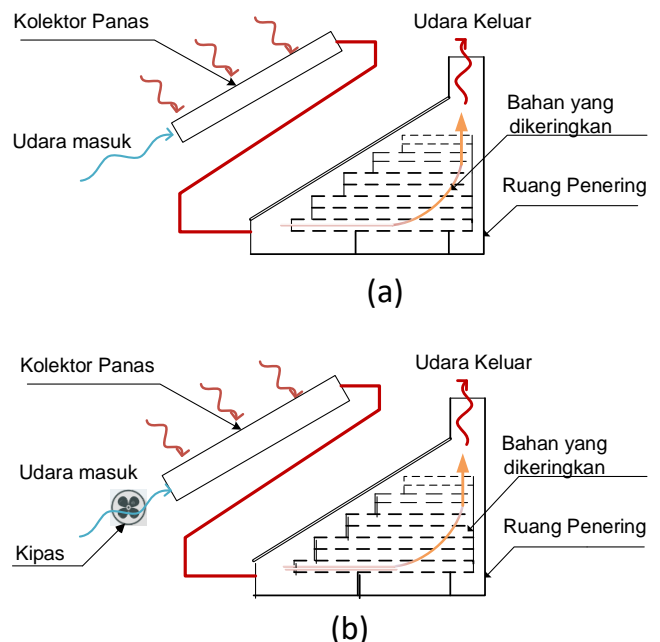 Kolektor Panas
Udara Keluar
Udara masuk
Bahan yang
dikeringkan
Ruang Penering
(a)
Kolektor Panas
Udara Keluar
Udara masuk
Bahan yang
dikeringkan
Kipas
Ruang Penering
(b)